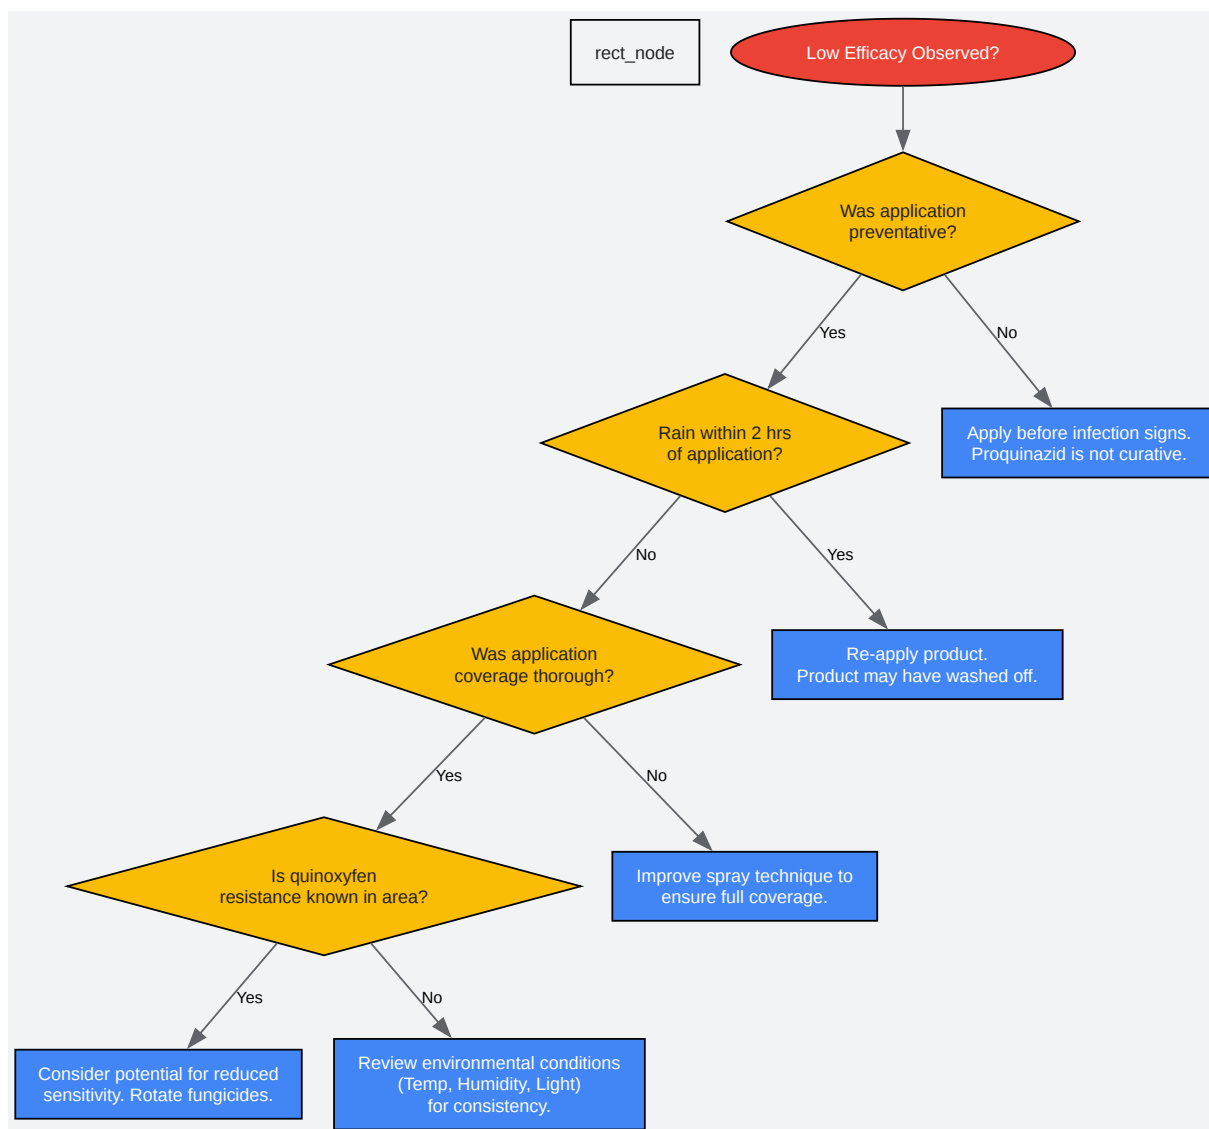 rect_node
Low Efficacy Observed?
Was application
preventative?
Yes
No
Rain within 2 hrs
of application?
Apply before infection signs.
Proquinazid is not curative.
No
Yes
Was application
coverage thorough?
Re-apply product.
Product may have washed off.
Yes
No
Is quinoxyfen
resistance known in area?
Improve spray technique to
ensure full coverage.
Yes
No
Consider potential for reduced
sensitivity. Rotate fungicides.
Review environmental conditions
(Temp, Humidity, Light)
for consistency.